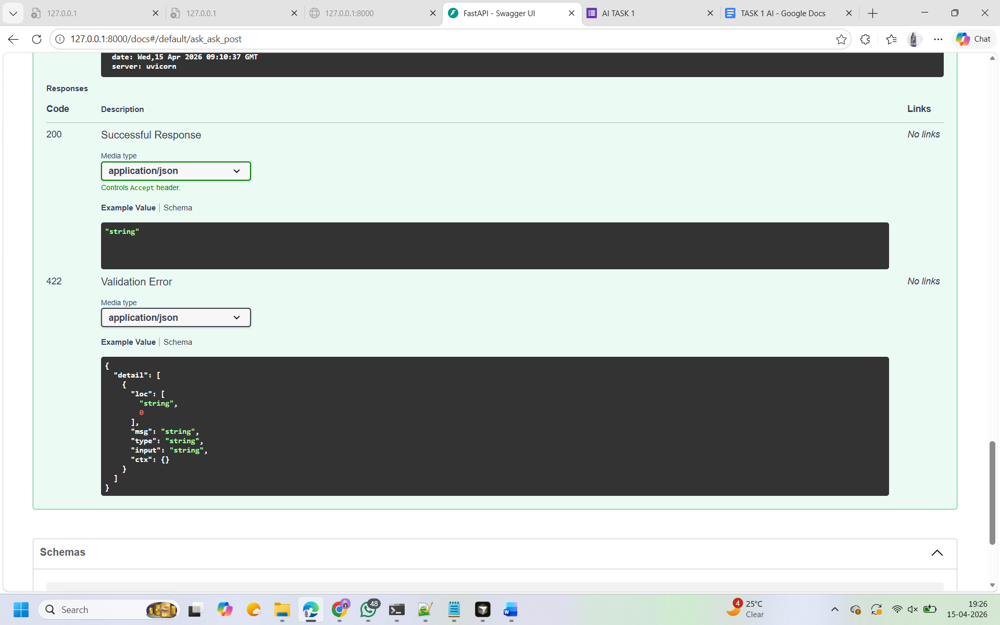 127.0.0.1
127.0.0.1
127.0.0.1:8000
FastAPI - Swagger UI
AI TASK 1
TASK 1 AI - Google Docs
127.0.0.1:8000/docs#/default/ask_ask_post
Chat
date: Wed,15 Apr 2026 09:10:37 GMT
server: uvicorn
Responses
Code Description Links
200 Successful Response No links
Media type
application/json
Controls Accept header.
Example Value | Schema
"string"
422 Validation Error No links
Media type
application/json
Example Value | Schema
{
"detail": [
{
"loc": [
"string",
0
],
"msg": "string",
"type": "string",
"input": "string",
"ctx": {}
}
]
}
Schemas
Search
48
4
25°C
Clear
19:26
15-04-2026